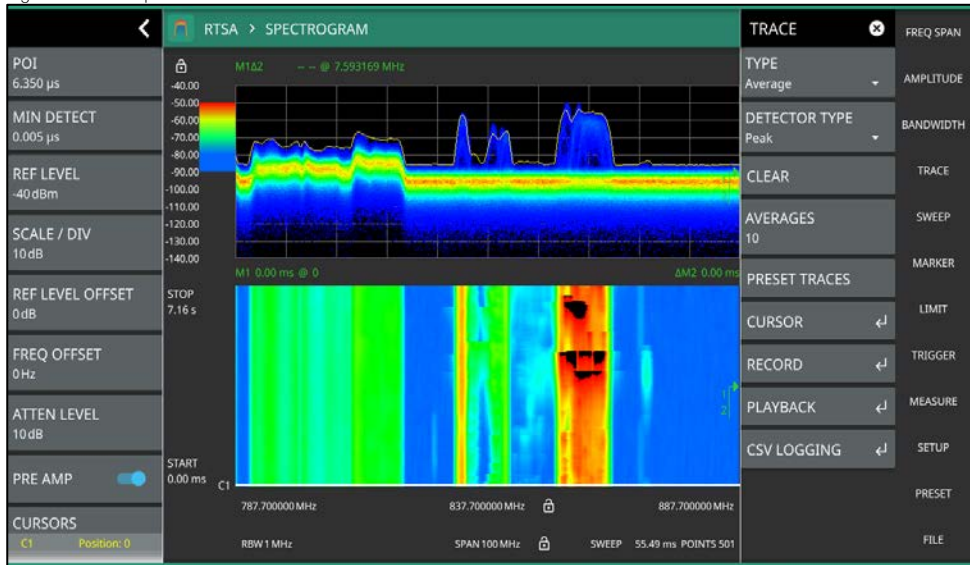 RTSA > SPECTROGRAM
POI
6.350 µs
MIN DETECT
0.005 µs
REF LEVEL
-40 dBm
SCALE / DIV
10 dB
REF LEVEL OFFSET
0 dB
FREQ OFFSET
0 Hz
ATTEN LEVEL
10 dB
PRE AMP
CURSORS
C1 Position: 0
M1Δ2 -- @ 7.593169 MHz
-40.00
-50.00
-60.00
-70.00
-80.00
-90.00
-100.00
-110.00
-120.00
-130.00
-140.00
M1 0.00 ms @ 0 ΔM2 0.00 ms
STOP
7.16 s
1
2
START
0.00 ms
C1
787.700000 MHz 837.700000 MHz 887.700000 MHz
RBW 1 MHz SPAN 100 MHz SWEEP 55.49 ms POINTS 501
TRACE
TYPE
Average
DETECTOR TYPE
Peak
CLEAR
AVERAGES
10
PRESET TRACES
CURSOR
RECORD
PLAYBACK
CSV LOGGING
FREQ SPAN
AMPLITUDE
BANDWIDTH
TRACE
SWEEP
MARKER
LIMIT
TRIGGER
MEASURE
SETUP
PRESET
FILE